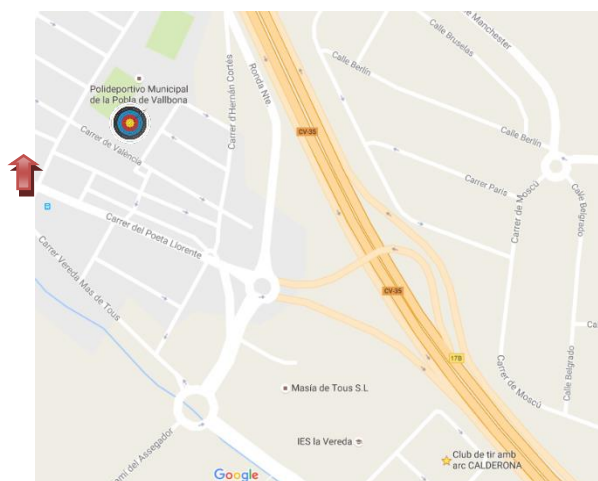 Calle Manchester
Calle Bruselas
Calle Berlín
Polideportivo Municipal
de la Pobla de Vallbona
Carrer d'Hernán Cortés
Ronda Nte
CV-35
Calle Berlín
Carrer de València
Carrer París
Carrer de Moscú
Calle Belgrado
Carrer del Poeta Llorente
Carrer Vereda Mas de Tous
CV-35
Ca
17B
Calle Belgrado
Carrer de Moscú
Masía de Tous S.L
IES la Vereda
Camí del Assegador
Club de tir amb
arc CALDERONA
Google